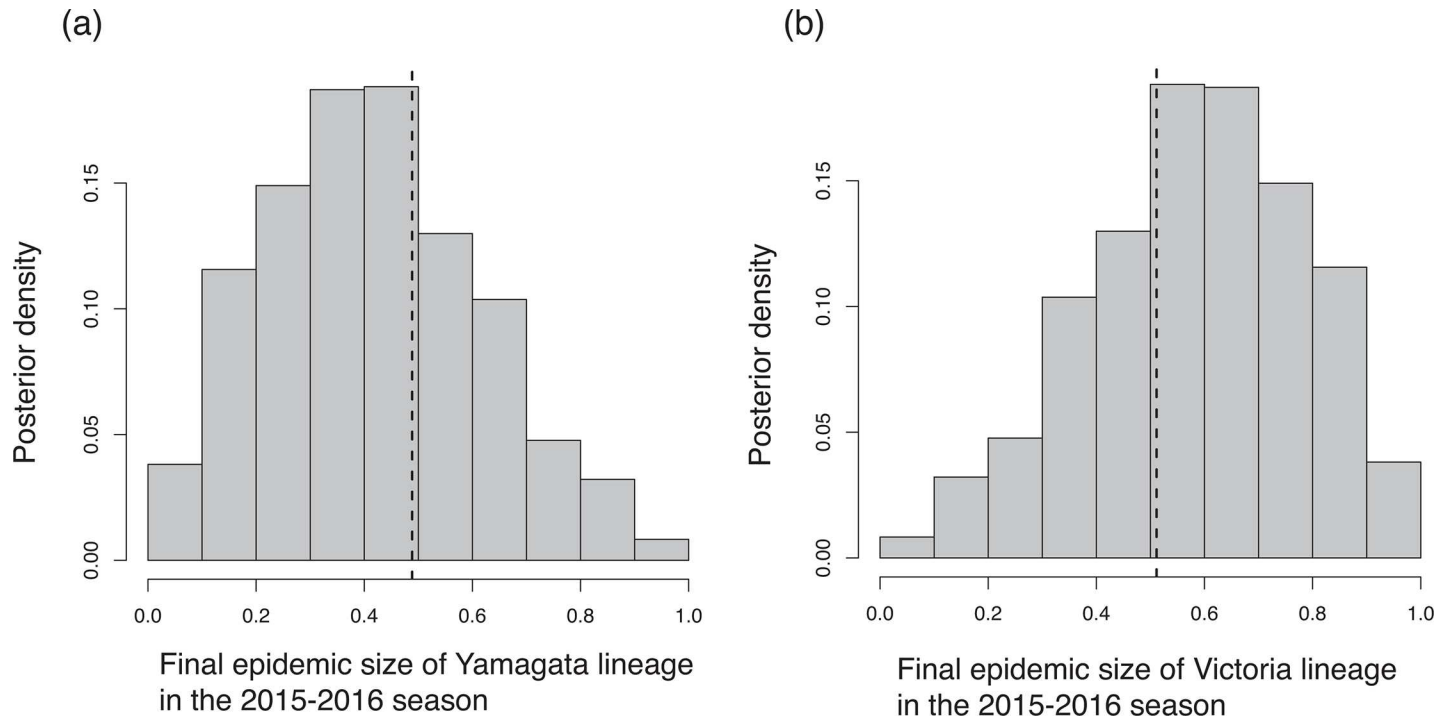 (a)
Posterior density
0.15
0.10
0.05
0.00
0.0 0.2 0.4 0.6 0.8 1.0
Final epidemic size of Yamagata lineage
in the 2015-2016 season
(b)
Posterior density
0.15
0.10
0.05
0.00
0.0 0.2 0.4 0.6 0.8 1.0
Final epidemic size of Victoria lineage
in the 2015-2016 season